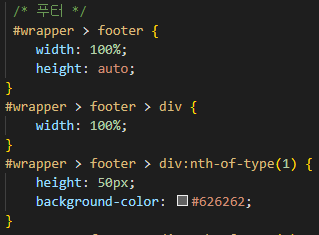 /* 푸터 */
#wrapper > footer {
width: 100%;
height: auto;
}
#wrapper > footer > div {
width: 100%;
}
#wrapper > footer > div:nth-of-type(1) {
height: 50px;
background-color: #626262;
}